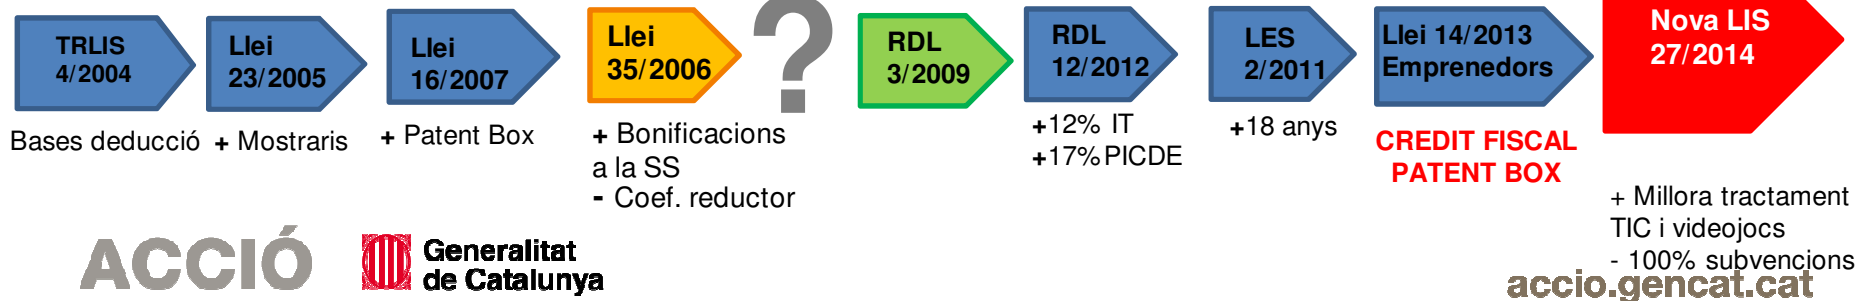 TRLIS
4/2004
Bases deducció
Llei
23/2005
+ Mostraris
Llei
16/2007
+ Patent Box
Llei
35/2006
+ Bonificacions
a la SS
- Coef. reductor
?
RDL
3/2009
RDL
12/2012
+12% IT
+17% PICDE
LES
2/2011
+18 anys
Llei 14/2013
Emprenedors
CREDIT FISCAL
PATENT BOX
Nova LIS
27/2014
+ Millora tractament
TIC i videojocs
- 100% subvencions
ACCIÓ
Generalitat
de Catalunya
accio.gencat.cat